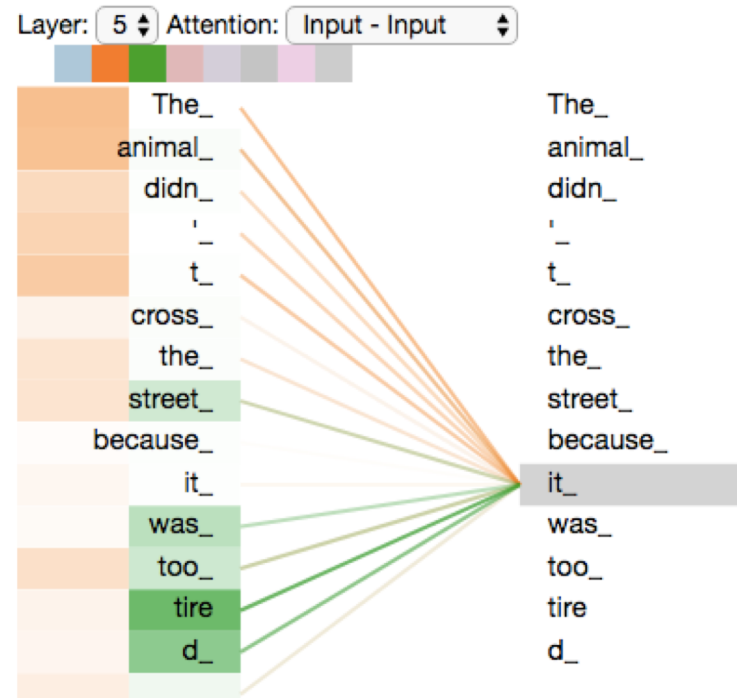 Layer: 5 Attention: Input - Input
The_ The_
animal_ animal_
didn_ didn_
'_ '_
t_ t_
cross_ cross_
the_ the_
street_ street_
because_ because_
it_ it_
was_ was_
too_ too_
tire tire
d_ d_